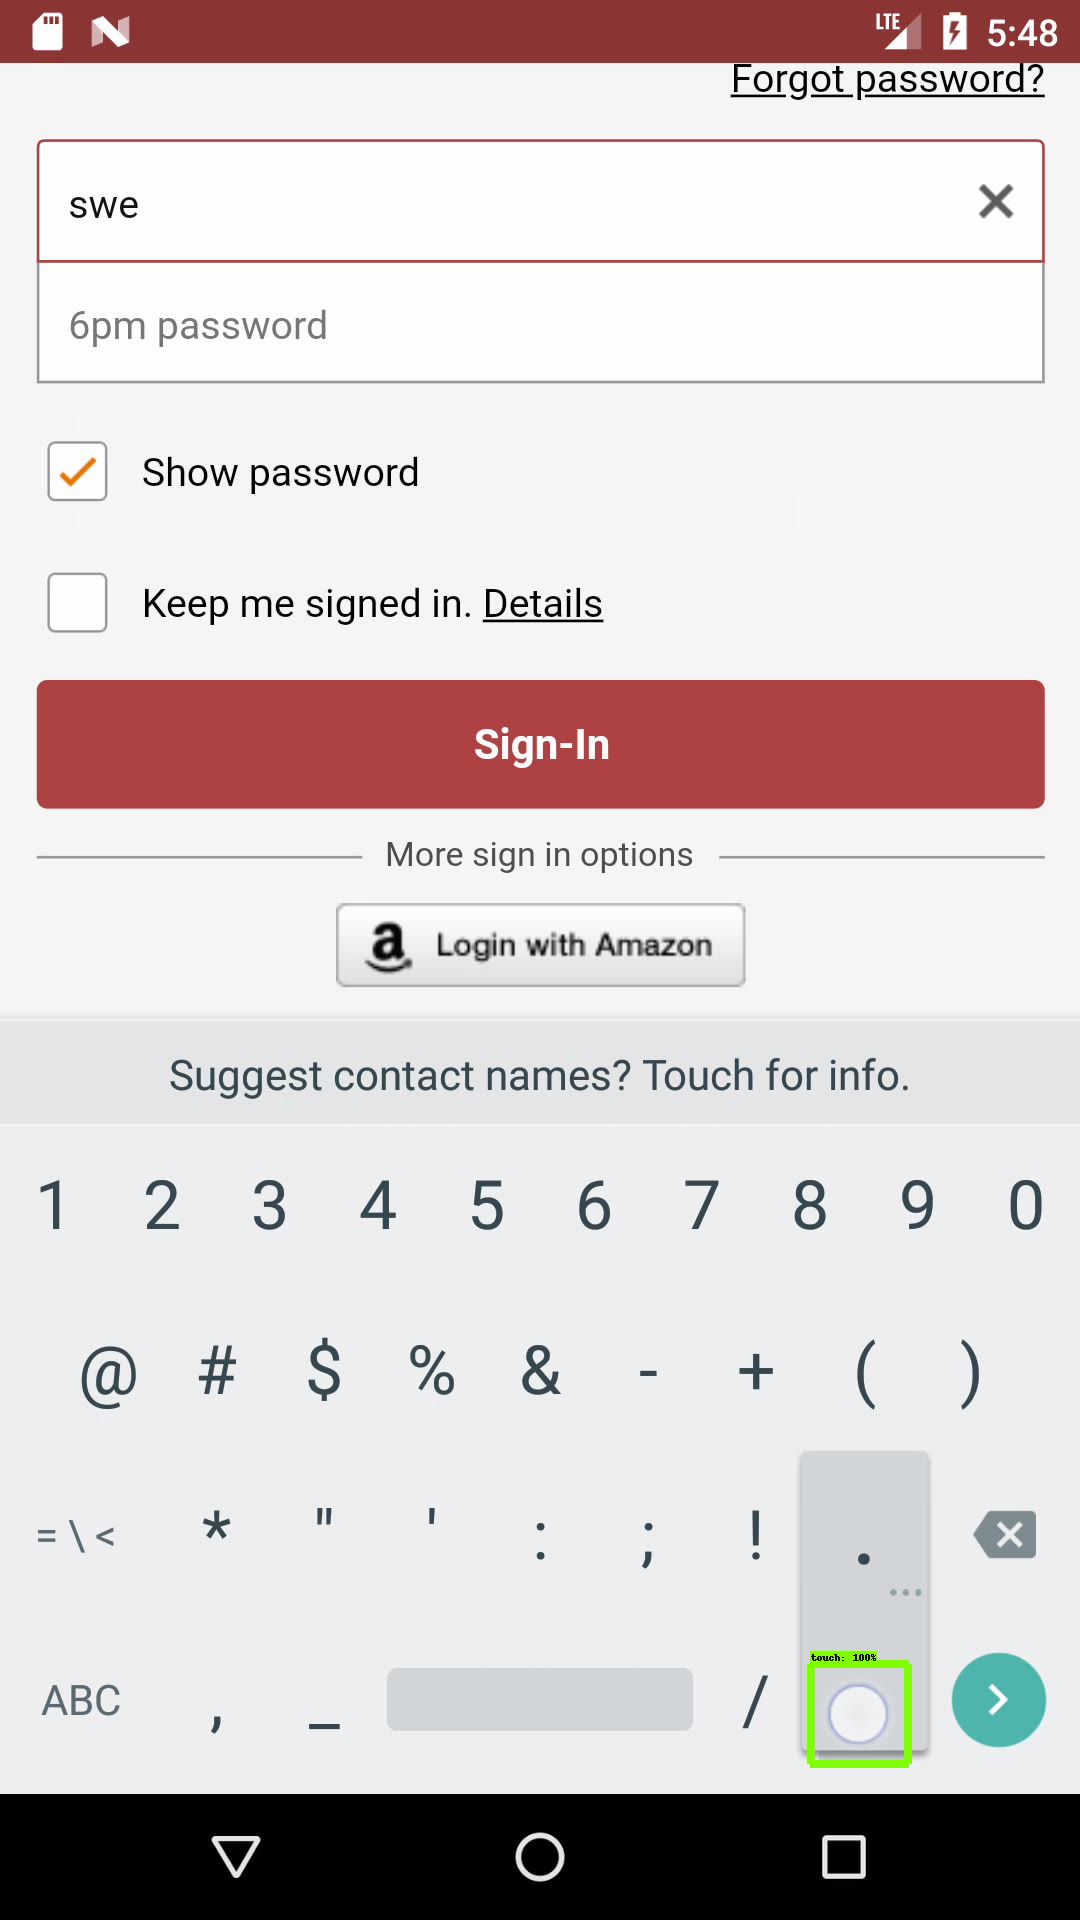 LTE 5:48
Forgot password?
swe
6pm password
Show password
Keep me signed in. Details
Sign-In
More sign in options
a Login with Amazon
Suggest contact names? Touch for info.
1 2 3 4 5 6 7 8 9 0
@ # $ % & - + ( )
= \ < * " ' : ; ! . ...
touch: 100%
ABC , _ /